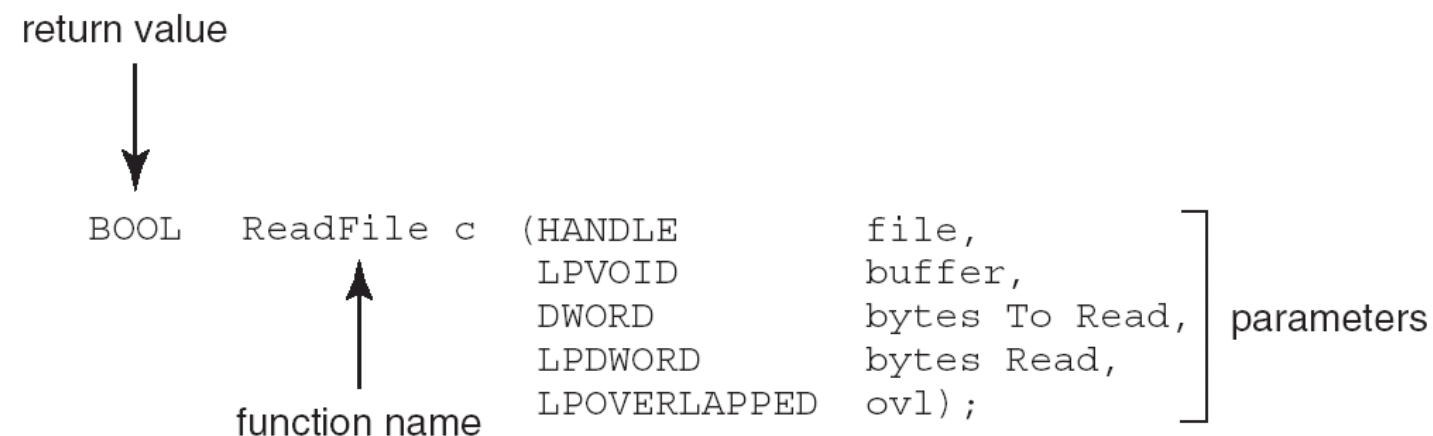 return value
BOOL ReadFile c (HANDLE file,
LPVOID buffer,
DWORD bytes To Read,
LPDWORD bytes Read,
LPOVERLAPPED ovl);
parameters
function name